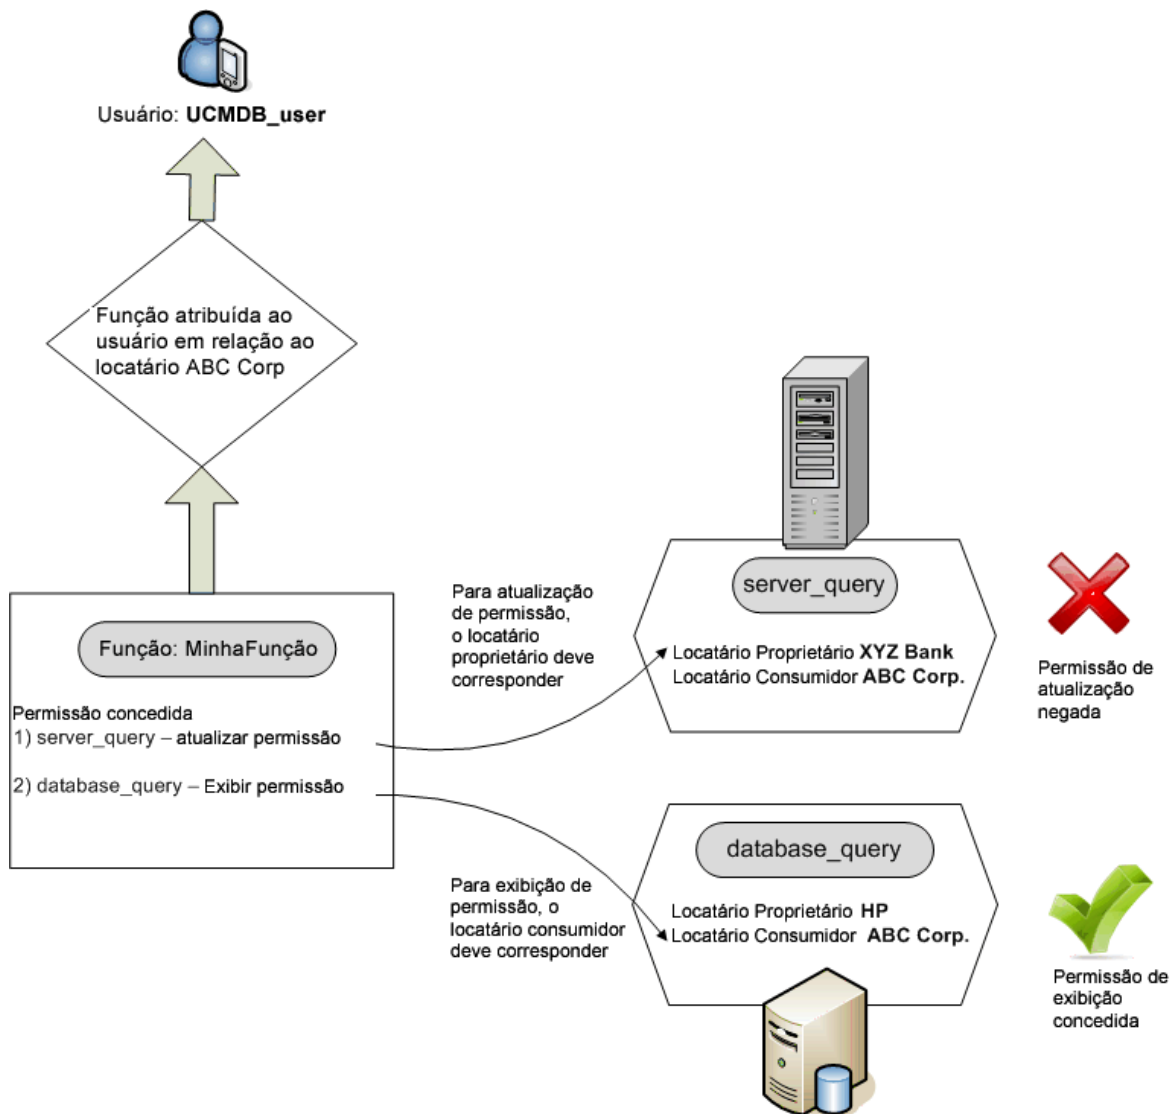 Usuário: UCMDB_user
Função atribuída ao
usuário em relação ao
locatário ABC Corp
Função: MinhaFunção
Permissão concedida
1) server_query – atualizar permissão
2) database_query – Exibir permissão
Para atualização
de permissão,
o locatário
proprietário deve
corresponder
server_query
Locatário Proprietário XYZ Bank
Locatário Consumidor ABC Corp.
Permissão de
atualização
negada
Para exibição de
permissão, o
locatário consumidor
deve corresponder
database_query
Locatário Proprietário HP
Locatário Consumidor ABC Corp.
Permissão de
exibição
concedida